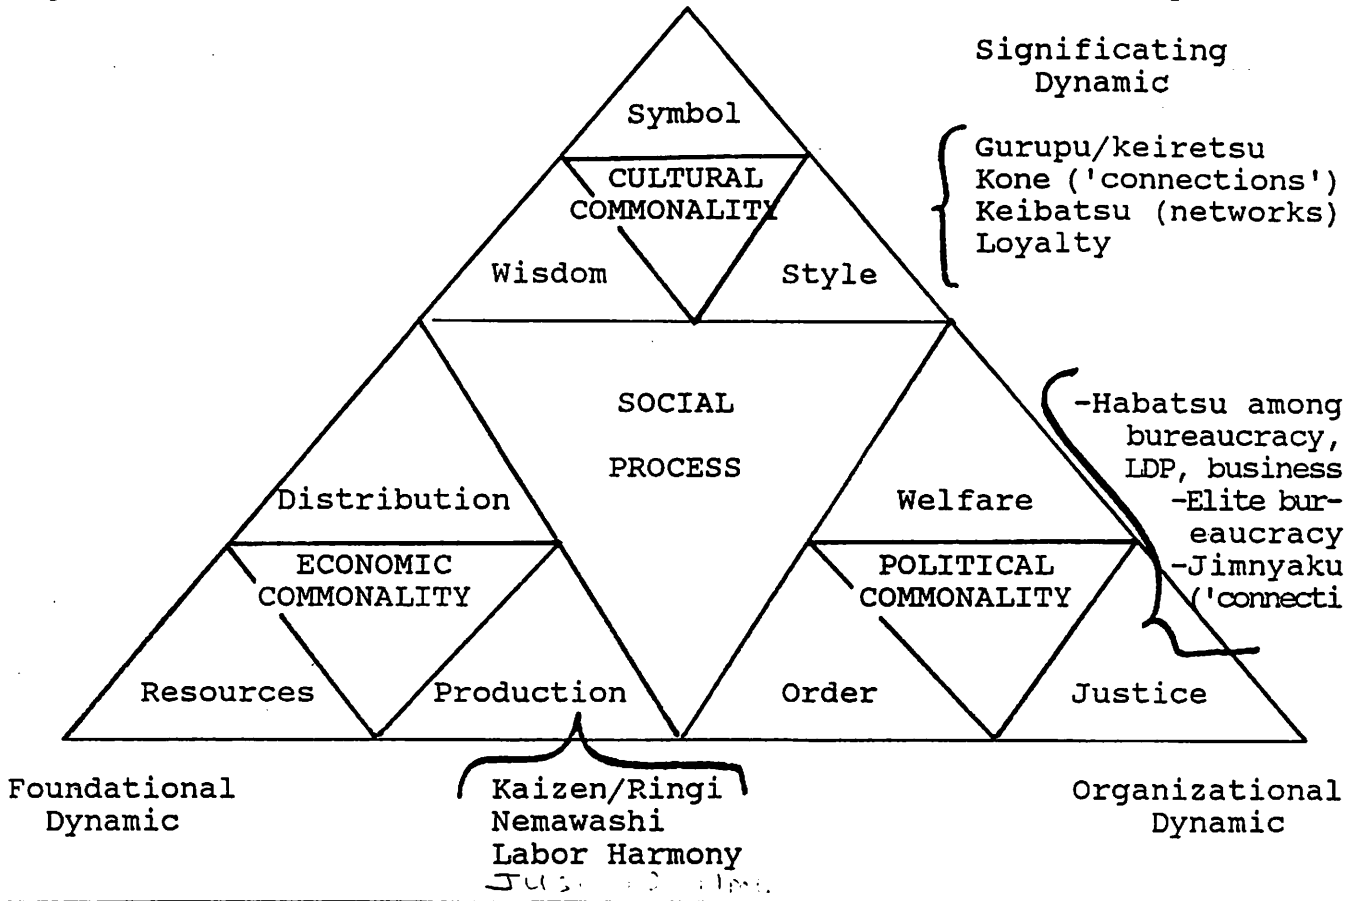 Significating
Dynamic
Symbol
Gurupu/keiretsu
Kone ('connections')
Keibatsu (networks)
Loyalty
CULTURAL
COMMONALITY
Wisdom
Style
SOCIAL
PROCESS
-Habatsu among
bureaucracy,
LDP, business
-Elite bur-
eaucracy
-Jimnyaku
('connecti
Distribution
Welfare
ECONOMIC
COMMONALITY
POLITICAL
COMMONALITY
Resources
Production
Order
Justice
Foundational
Dynamic
Kaizen/Ringi
Nemawashi
Labor Harmony
Organizational
Dynamic